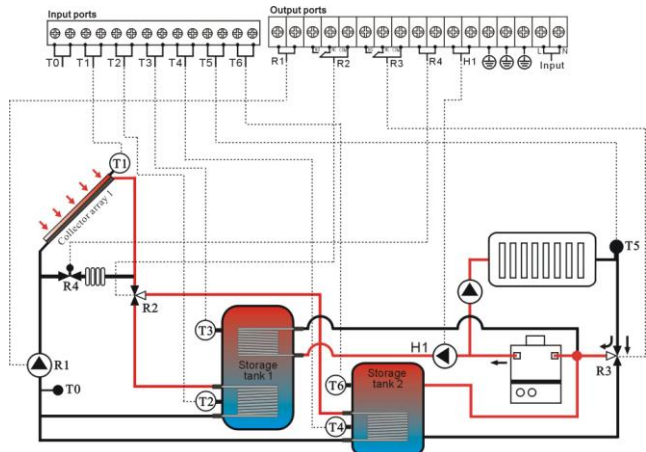 Input ports
Output ports
T0 T1 T2 T3 T4 T5 T6
R1 R2 R3 R4 H1 L N
Input
T1
Collector array 1
T5
R4
R2
T3
Storage
tank 1
H1
R3
R1
T6
Storage
tank 2
T0
T2
T4